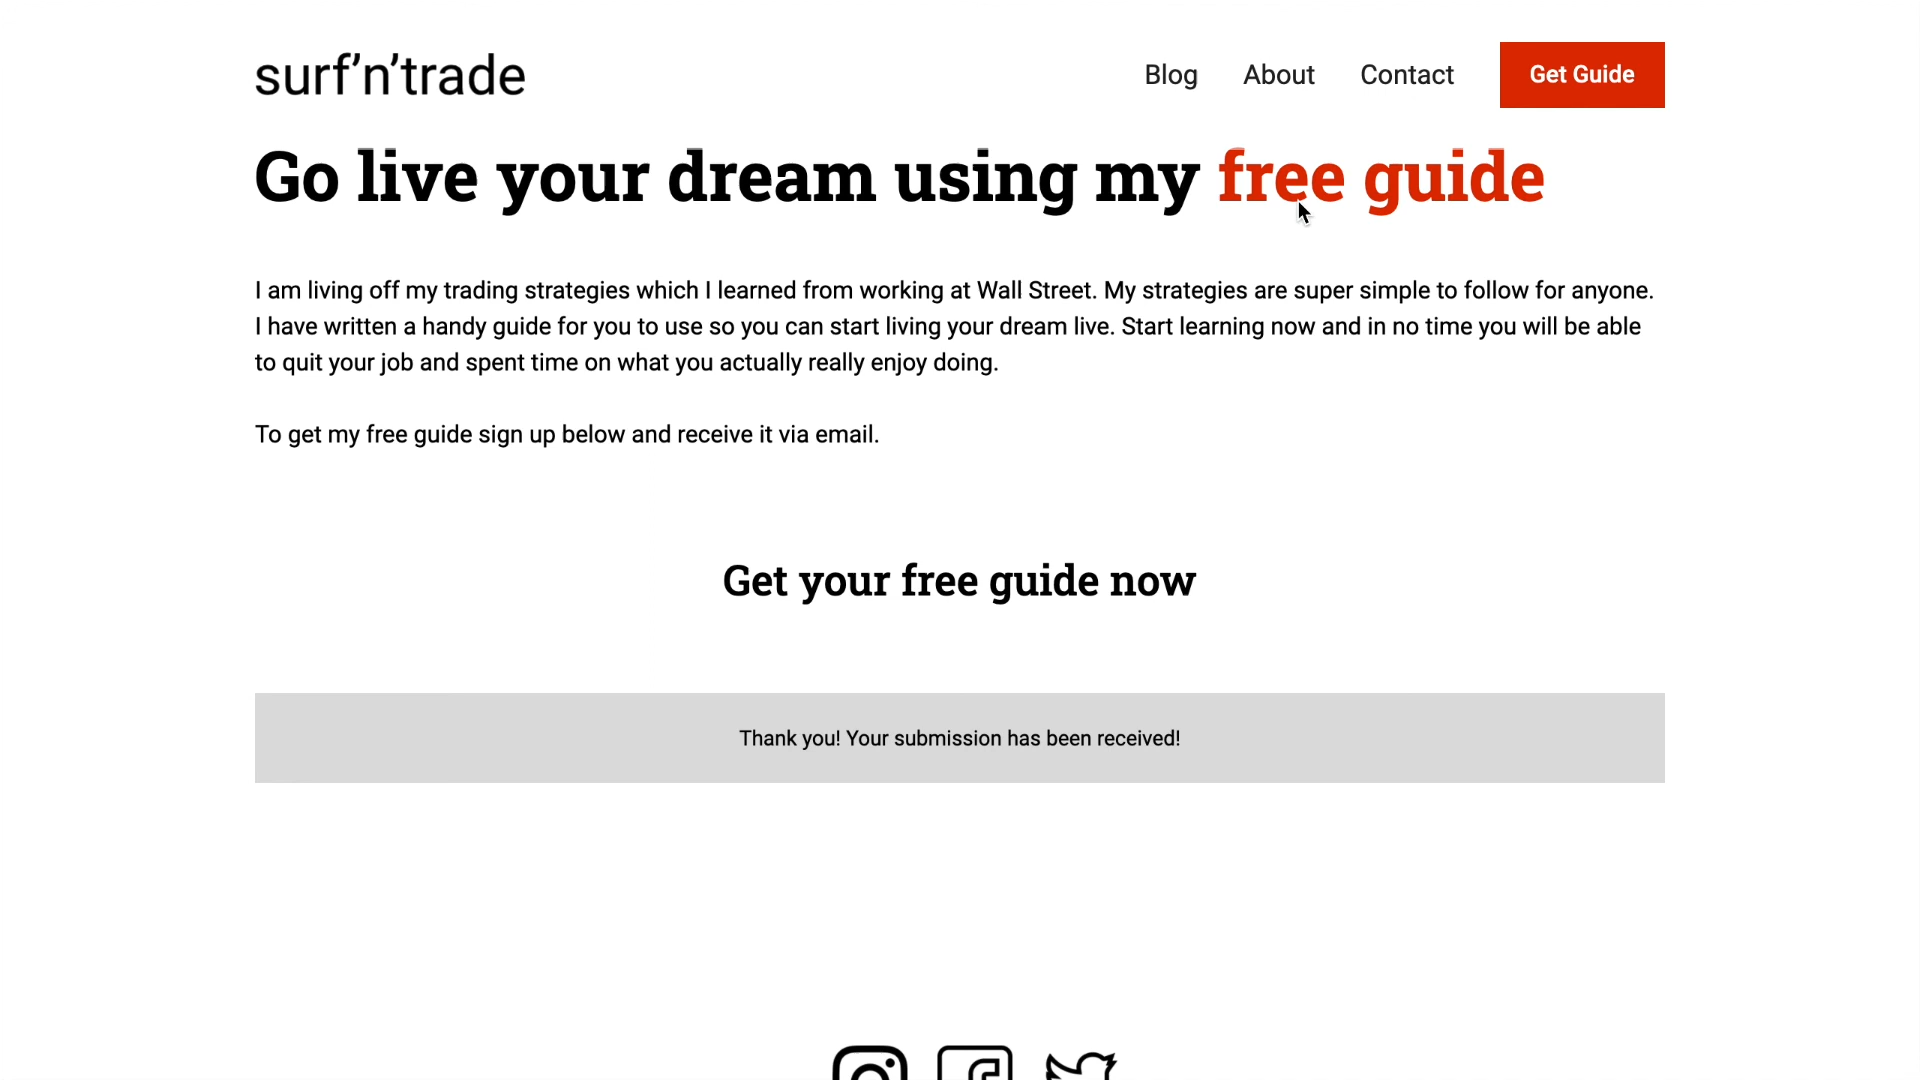 surf’n’trade
Blog
About
Contact
Get Guide
Go live your dream using my free guide
I am living off my trading strategies which I learned from working at Wall Street. My strategies are super simple to follow for anyone.
I have written a handy guide for you to use so you can start living your dream live. Start learning now and in no time you will be able
to quit your job and spent time on what you actually really enjoy doing.
To get my free guide sign up below and receive it via email.
Get your free guide now
Thank you! Your submission has been received!